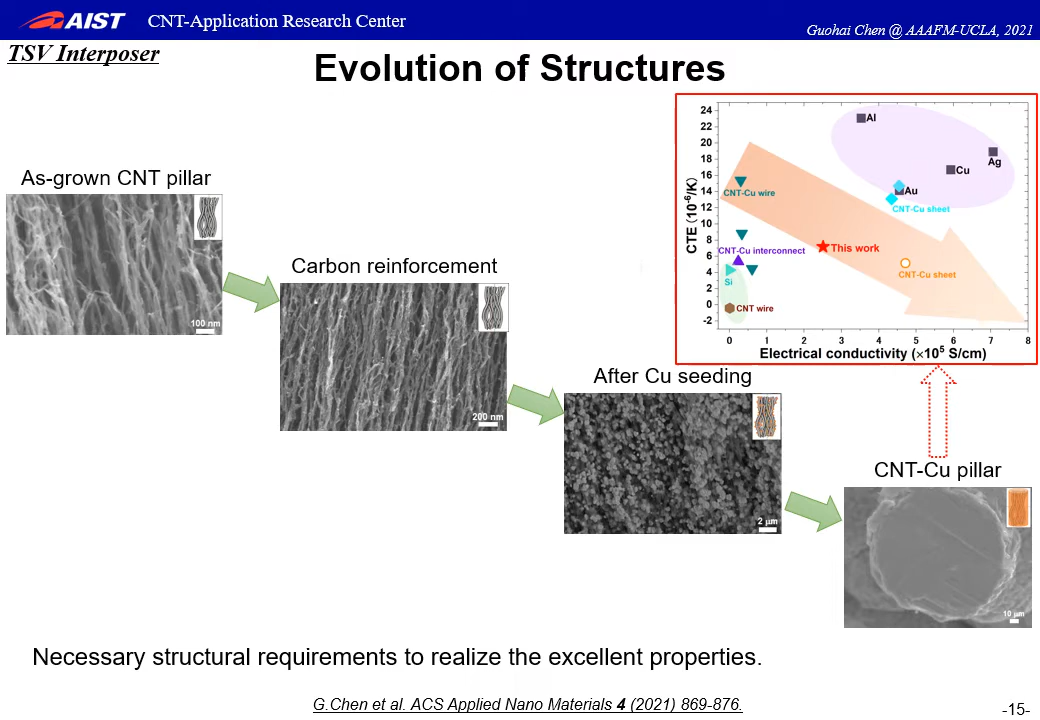 AIST CNT-Application Research Center
Guohai Chen @ AAAFM-UCLA, 2021
TSV Interposer
Evolution of Structures
As-grown CNT pillar
100 nm
Carbon reinforcement
200 nm
After Cu seeding
2 μm
CNT-Cu pillar
10 μm
CTE (10⁻⁶/K)
24
22
20
18
16
14
12
10
8
6
4
2
0
-2
Al
Ag
Cu
Au
CNT-Cu wire
CNT-Cu sheet
This work
CNT-Cu interconnect
CNT-Cu sheet
Si
CNT wire
0 1 2 3 4 5 6 7 8
Electrical conductivity (×10⁵ S/cm)
Necessary structural requirements to realize the excellent properties.
G.Chen et al. ACS Applied Nano Materials 4 (2021) 869-876.
-15-